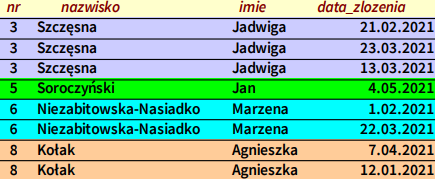 nr nazwisko imie data_zlozenia
3 Szczęsna Jadwiga 21.02.2021
3 Szczęsna Jadwiga 23.03.2021
3 Szczęsna Jadwiga 13.03.2021
5 Soroczyński Jan 4.05.2021
6 Niezabitowska-Nasiadko Marzena 1.02.2021
6 Niezabitowska-Nasiadko Marzena 22.03.2021
8 Kołak Agnieszka 7.04.2021
8 Kołak Agnieszka 12.01.2021